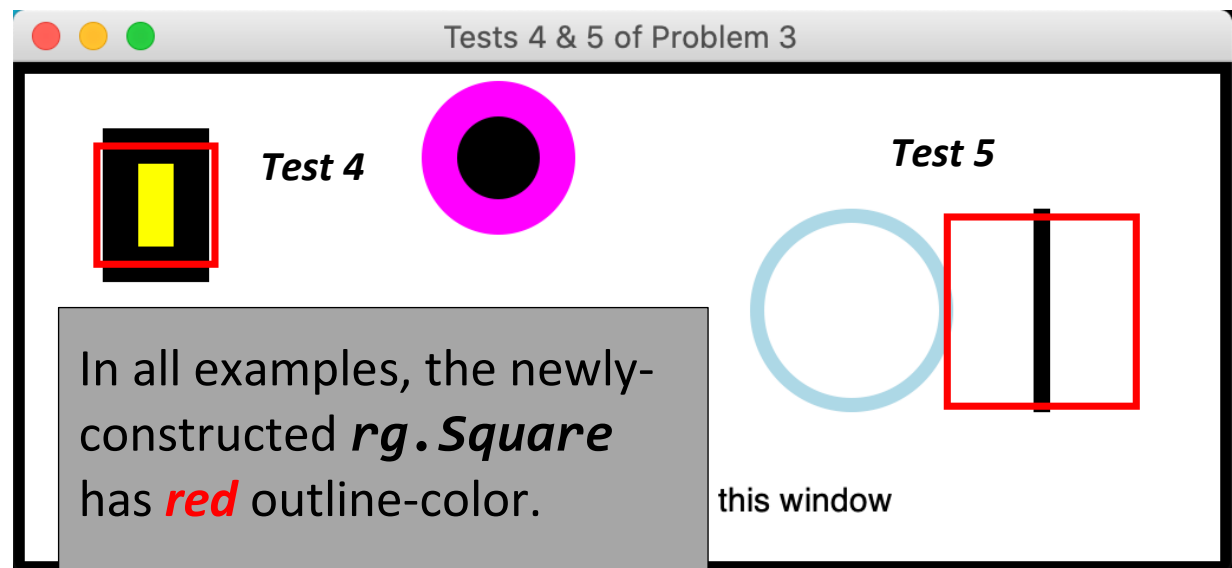 Tests 4 & 5 of Problem 3
Test 4
Test 5
In all examples, the newly-
constructed rg.Square
has red outline-color.
this window